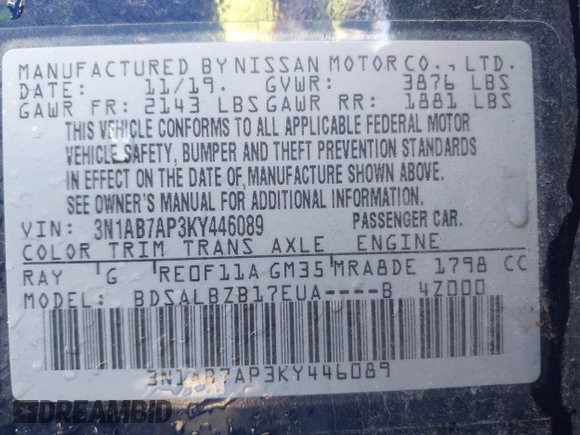 MANUFACTURED BY NISSAN MOTOR CO., LTD.
DATE: 11/19. GVWR: 3876 LBS
GAWR FR: 2143 LBS GAWR RR: 1881 LBS
THIS VEHICLE CONFORMS TO ALL APPLICABLE FEDERAL MOTOR
VEHICLE SAFETY, BUMPER AND THEFT PREVENTION STANDARDS
IN EFFECT ON THE DATE OF MANUFACTURE SHOWN ABOVE.
SEE OWNER'S MANUAL FOR ADDITIONAL INFORMATION.
VIN: 3N1AB7AP3KY446089 PASSENGER CAR.
COLOR TRIM TRANS AXLE ENGINE
RAY G RE0F11A GM35 MRA8DE 1798 CC
MODEL: BDSALBZB17EUA----B 4Z000
3N1AB7AP3KY446089
DREAMBID